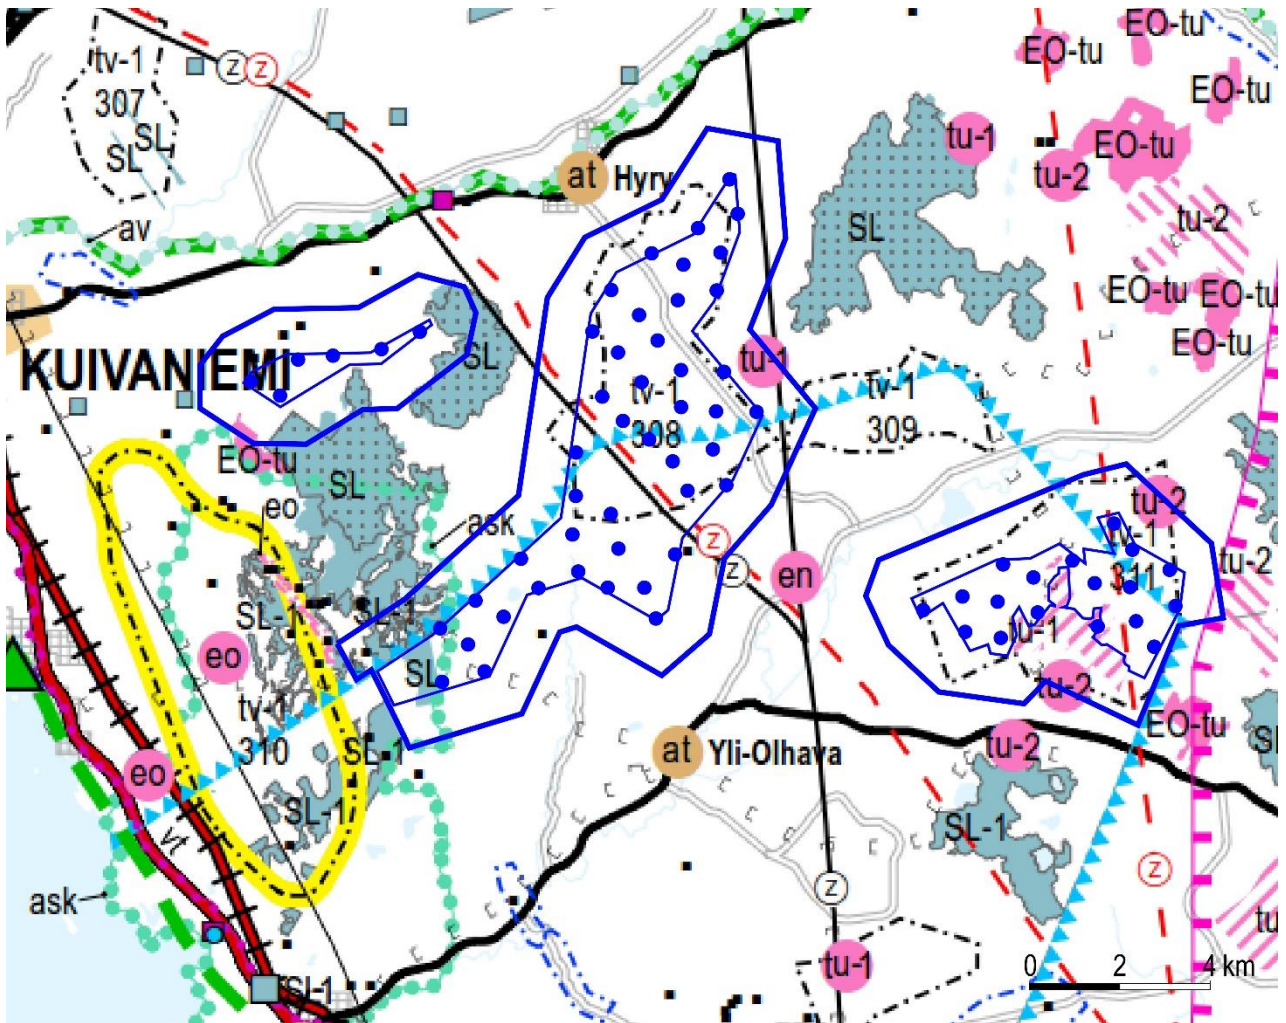 EO-tu
EO-tu
tv-1
307
Z
Z
EO-tu
SL
SL
tu-1
EO-tu
at
Hyry
tu-2
av
SL
tu-2
EO-tu
EO-tu
EO-tu
KUIVANIEMI
SL
tu-1
tv-1
308
tv-1
309
EO-tu
SL
eo
ask
tu-2
tv-1
311
Z
Z
en
tu-2
SL-1
SL-1
eo
SL
tu-1
tu-2
tv-1
310
SL-1
EO-tu
at
Yli-Olhava
tu-2
eo
SL-1
SL-1
Z
Z
ask
tu-1
0 2 4 km
SL-1